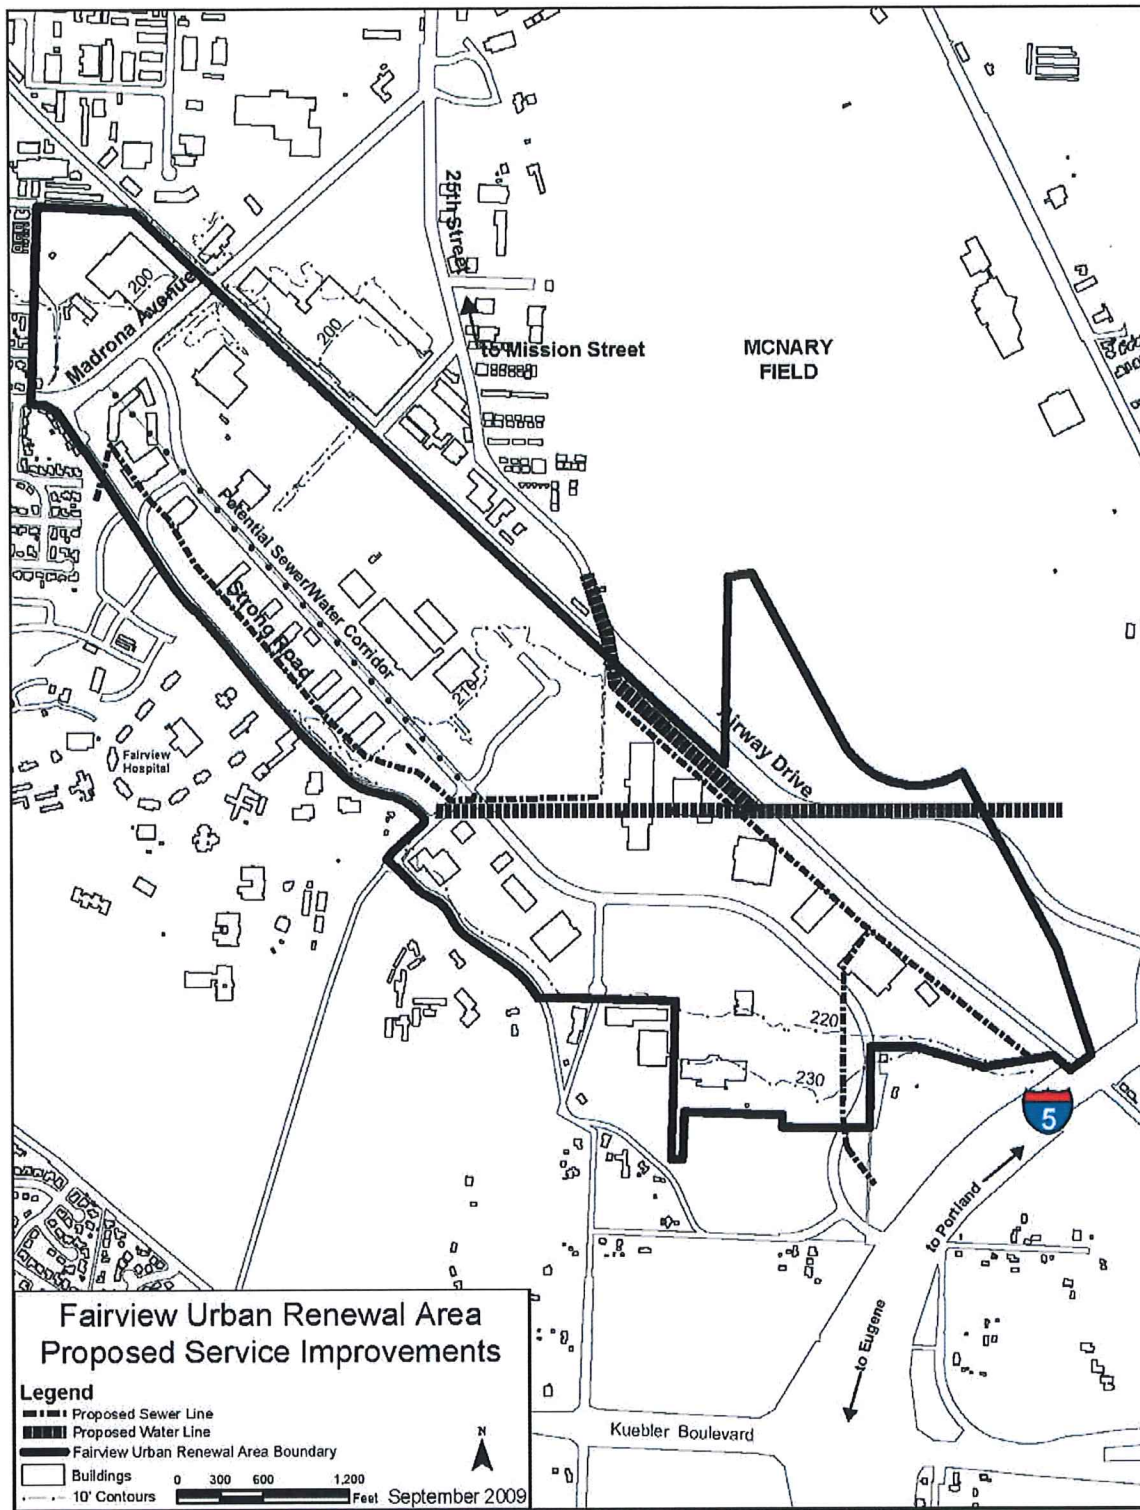 25th Street
200
Madrona Avenue
200
to Mission Street
MCNARY
FIELD
Potential Sewer/Water Corridor
Strong Road
210
Airway Drive
Fairview
Hospital
220
230
5
to Portland
to Eugene
Kuebler Boulevard
Fairview Urban Renewal Area
Proposed Service Improvements
Legend
Proposed Sewer Line
Proposed Water Line
Fairview Urban Renewal Area Boundary
Buildings
10' Contours
0 300 600 1,200
Feet
N
September 2009